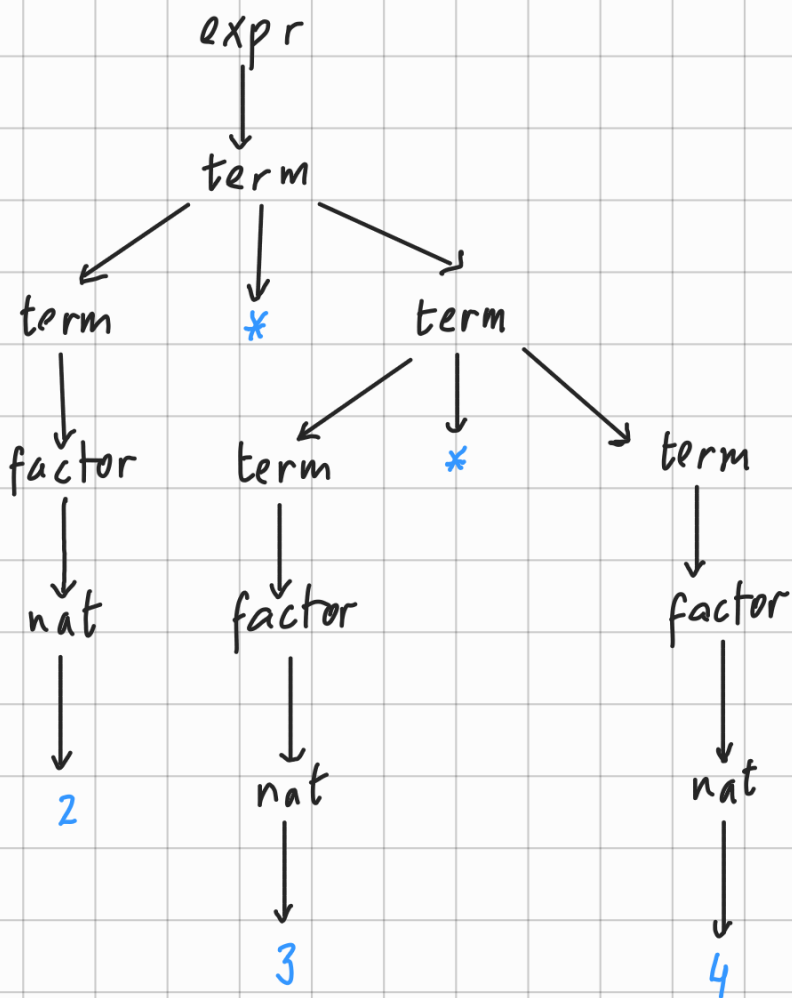 expr
term
term * term
factor term * term
nat factor factor
2 nat nat
3 4